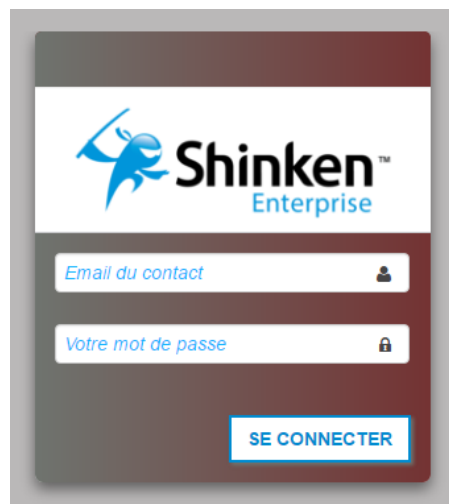 Shinken™
Enterprise
Email du contact
Votre mot de passe
SE CONNECTER